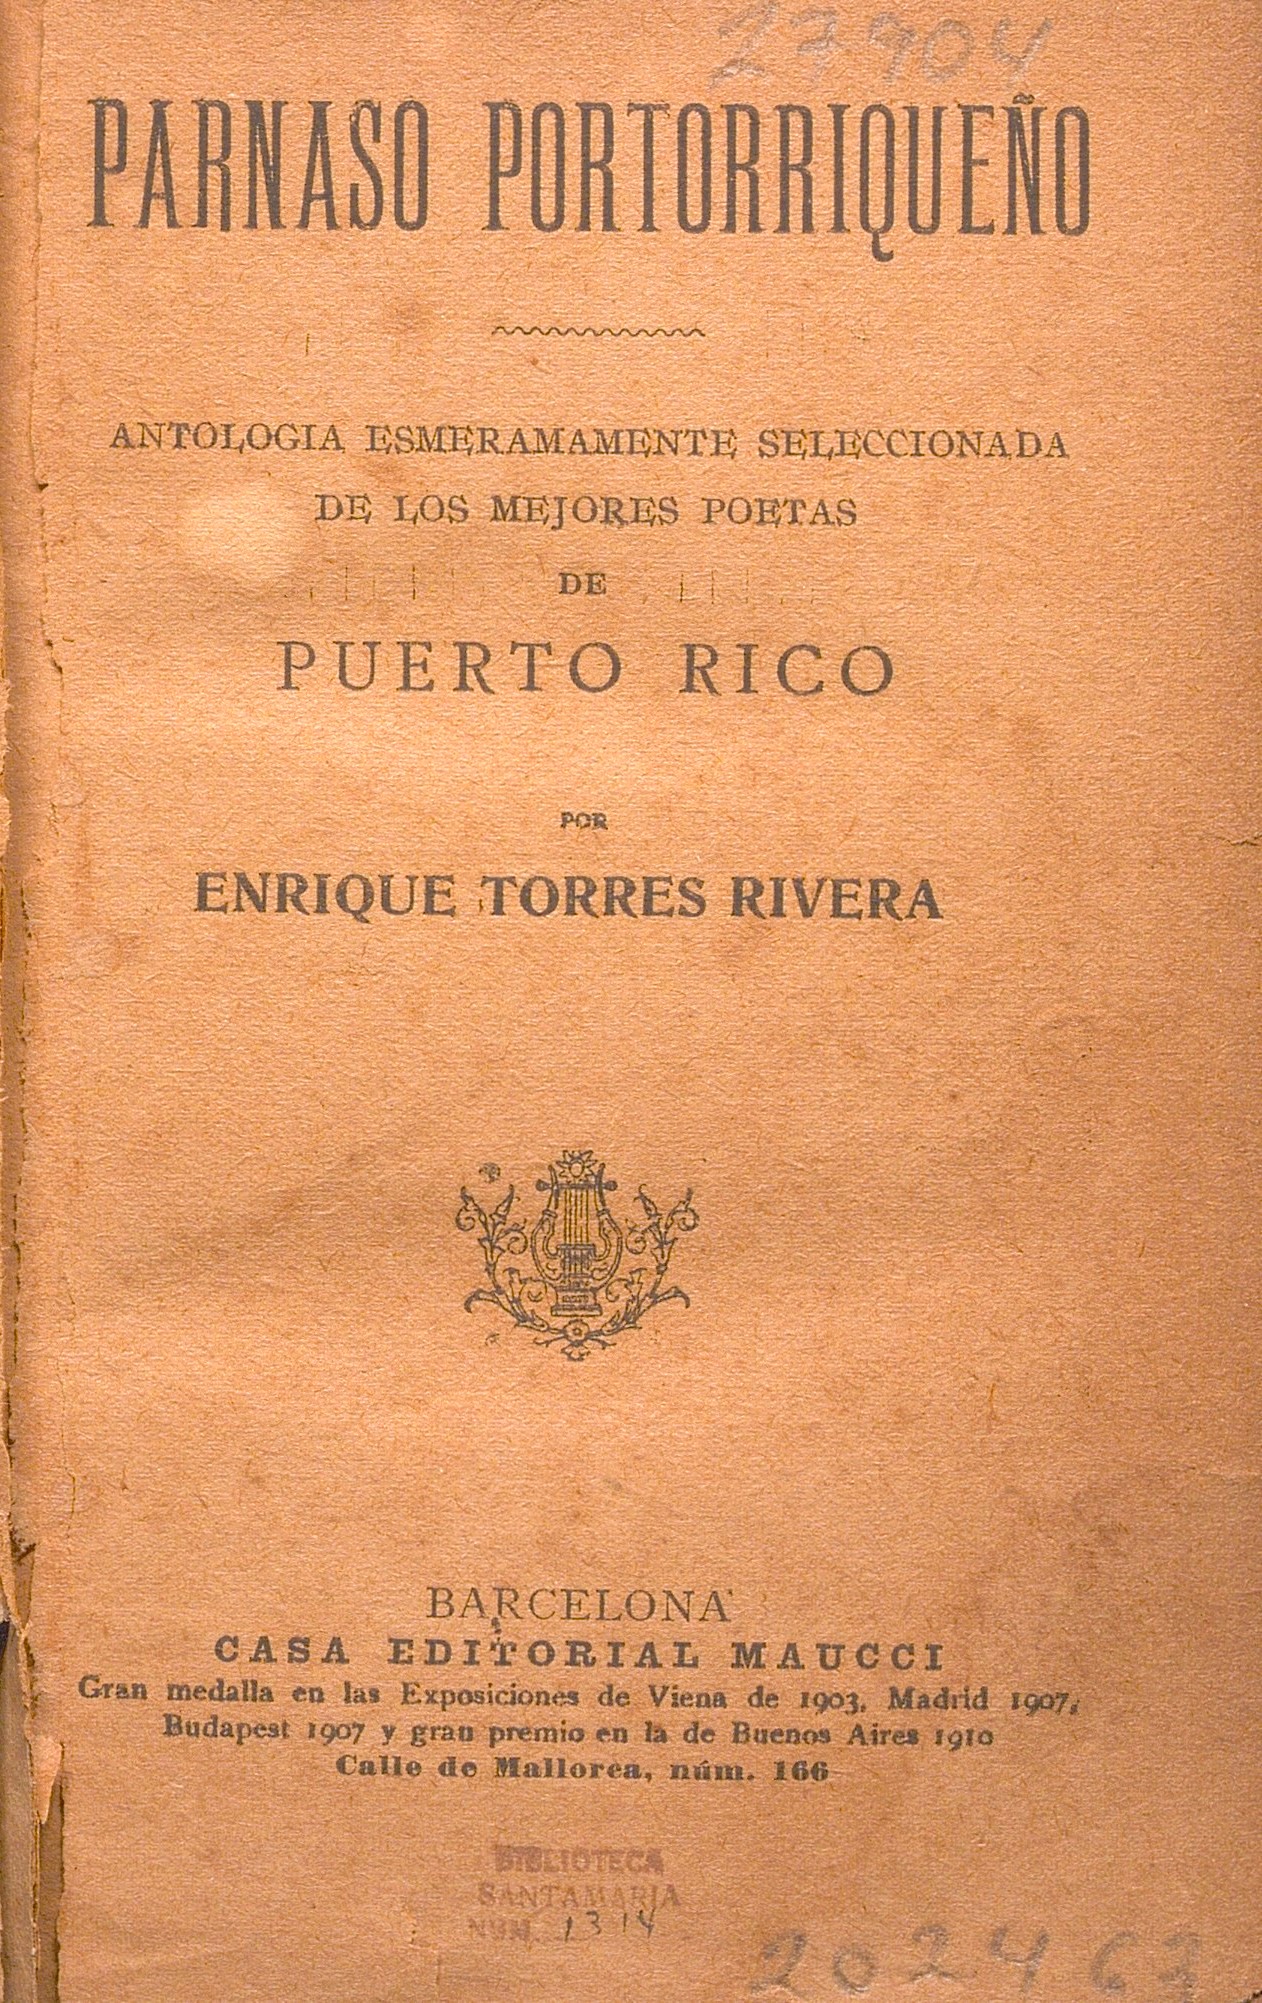 27904
PARNASO PORTORRIQUEÑO
ANTOLOGIA ESMERAMAMENTE SELECCIONADA
DE LOS MEJORES POETAS
DE
PUERTO RICO
POR
ENRIQUE TORRES RIVERA
BARCELONA
CASA EDITORIAL MAUCCI
Gran medalla en las Exposiciones de Viena de 1903, Madrid 1907,
Budapest 1907 y gran premio en la de Buenos Aires 1910
Calle de Mallorca, núm. 166
BIBLIOTECA
SANTAMARIA
NUM. 1314
202463